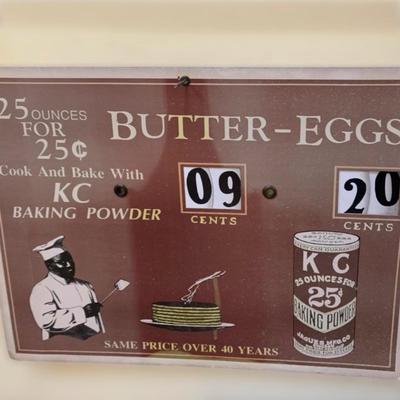 25 OUNCES
FOR
25¢
Cook And Bake With
KC
BAKING POWDER
BUTTER-EGGS
09
CENTS
20
CENTS
KC
25 OUNCES FOR
25¢
BAKING POWDER
JAQUES MFG. CO.
SAME PRICE OVER 40 YEARS